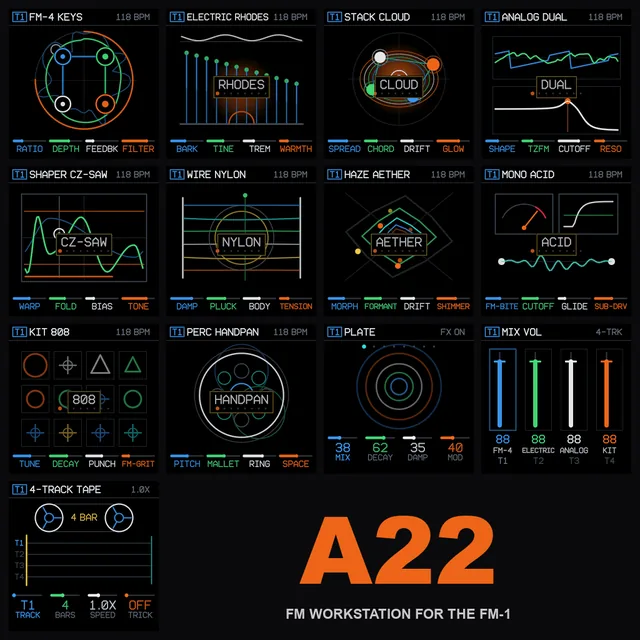 T1 FM-4 KEYS 118 BPM
RATIO DEPTH FEEDBK FILTER
T1 ELECTRIC RHODES 118 BPM
RHODES
BARK TINE TREM WARMTH
T1 STACK CLOUD 118 BPM
CLOUD
SPREAD CHORD DRIFT GLOW
T1 ANALOG DUAL 118 BPM
DUAL
SHAPE TZFM CUTOFF RESO
T1 SHAPER CZ-SAW 118 BPM
CZ-SAW
WARP FOLD BIAS TONE
T1 WIRE NYLON 118 BPM
NYLON
DAMP PLUCK BODY TENSION
T1 HAZE AETHER 118 BPM
AETHER
MORPH FORMANT DRIFT SHIMMER
T1 MONO ACID 118 BPM
ACID
FM-BITE CUTOFF GLIDE SUB-DRV
T1 KIT 808 118 BPM
808
TUNE DECAY PUNCH FM-GRIT
T1 PERC HANDPAN 118 BPM
HANDPAN
PITCH MALLET RING SPACE
T1 PLATE FX ON
38 62 35 40
MIX DECAY DAMP MOD
T1 MIX VOL 4-TRK
88 88 88 88
FM-4 ELECTRIC ANALOG KIT
T1 T2 T3 T4
T1 4-TRACK TAPE 1.0X
4 BAR
T1
T2
T3
T4
T1 4 1.0X OFF
TRACK BARS SPEED TRICK
A22
FM WORKSTATION FOR THE FM-1